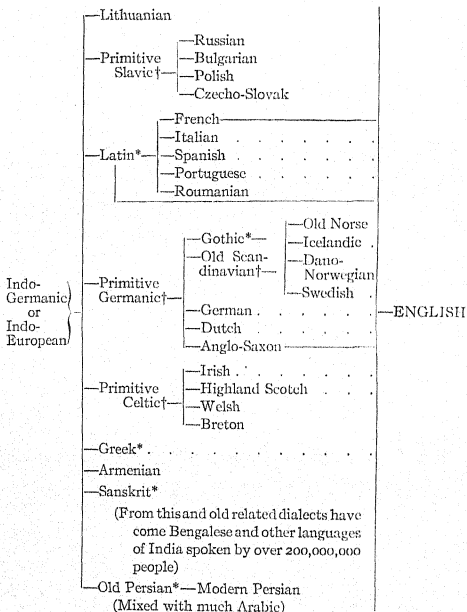 Lithuanian
Primitive
Slavic†
Russian
Bulgarian
Polish
Czecho-Slovak
Latin*
French
Italian . . . . . .
Spanish . . . . . .
Portuguese . . . . .
Roumanian
Indo-
Germanic
or
Indo-
European
Primitive
Germanic†
Gothic*
Old Scan-
dinavian†
Old Norse
Icelandic .
Dano-
Norwegian
Swedish .
German . . . . . .
Dutch . . . . . .
Anglo-Saxon
ENGLISH
Primitive
Celtic†
Irish . . . . . . .
Highland Scotch . . .
Welsh
Breton
Greek* . . . . . . . . . .
Armenian
Sanskrit*
(From this and old related dialects have
come Bengalese and other languages
of India spoken by over 200,000,000
people)
Old Persian*—Modern Persian
(Mixed with much Arabic)